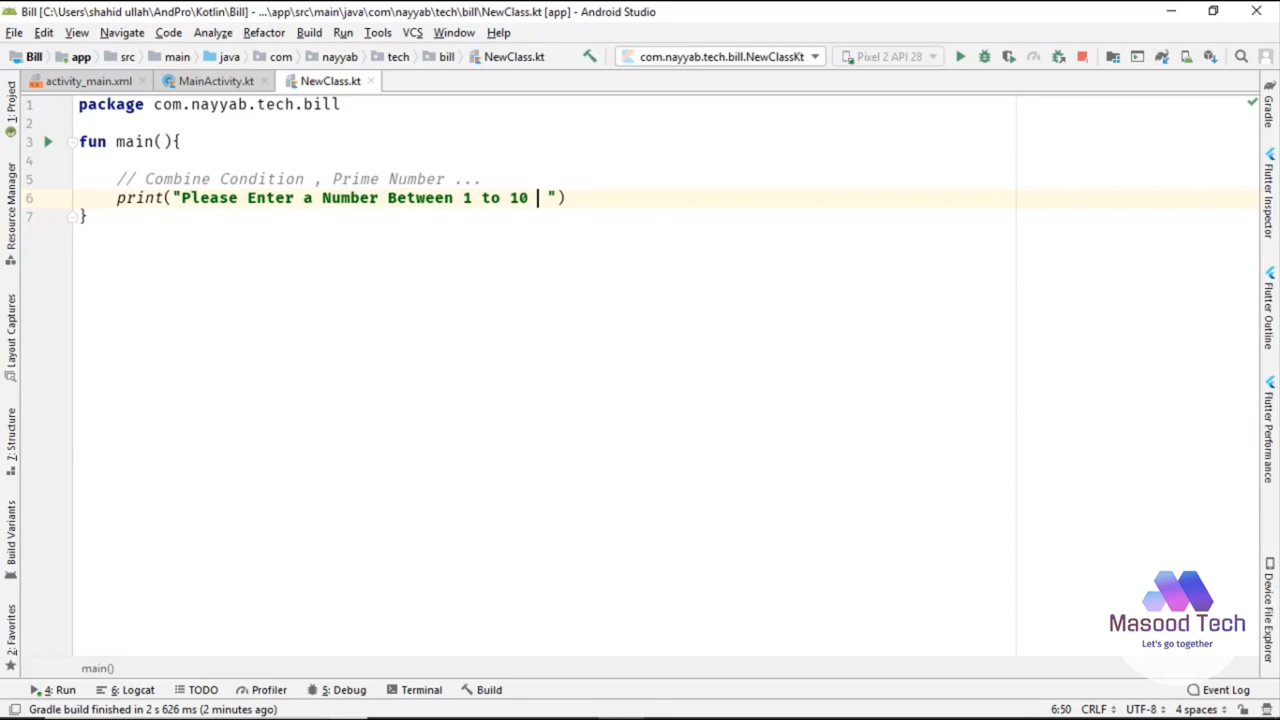 Bill [C:\Users\shahid ullah\AndPro\Kotlin\Bill] - ...\app\src\main\java\com\nayyab\tech\bill\NewClass.kt [app] - Android Studio
File Edit View Navigate Code Analyze Refactor Build Run Tools VCS Window Help
Bill app src main java com nayyab tech bill NewClass.kt com.nayyab.tech.bill.NewClassKt Pixel 2 API 28
activity_main.xml MainActivity.kt NewClass.kt
1 package com.nayyab.tech.bill
2
3 fun main(){
4
5 // Combine Condition , Prime Number ...
6 print("Please Enter a Number Between 1 to 10 ")
7 }
1: Project
Resource Manager
Layout Captures
7: Structure
Build Variants
2: Favorites
Gradle
Flutter Inspector
Flutter Outline
Flutter Performance
Device File Explorer
Masood Tech
Let's go together
main()
4: Run 6: Logcat TODO Profiler 5: Debug Terminal Build Event Log
Gradle build finished in 2 s 626 ms (2 minutes ago) 6:50 CRLF UTF-8 4 spaces